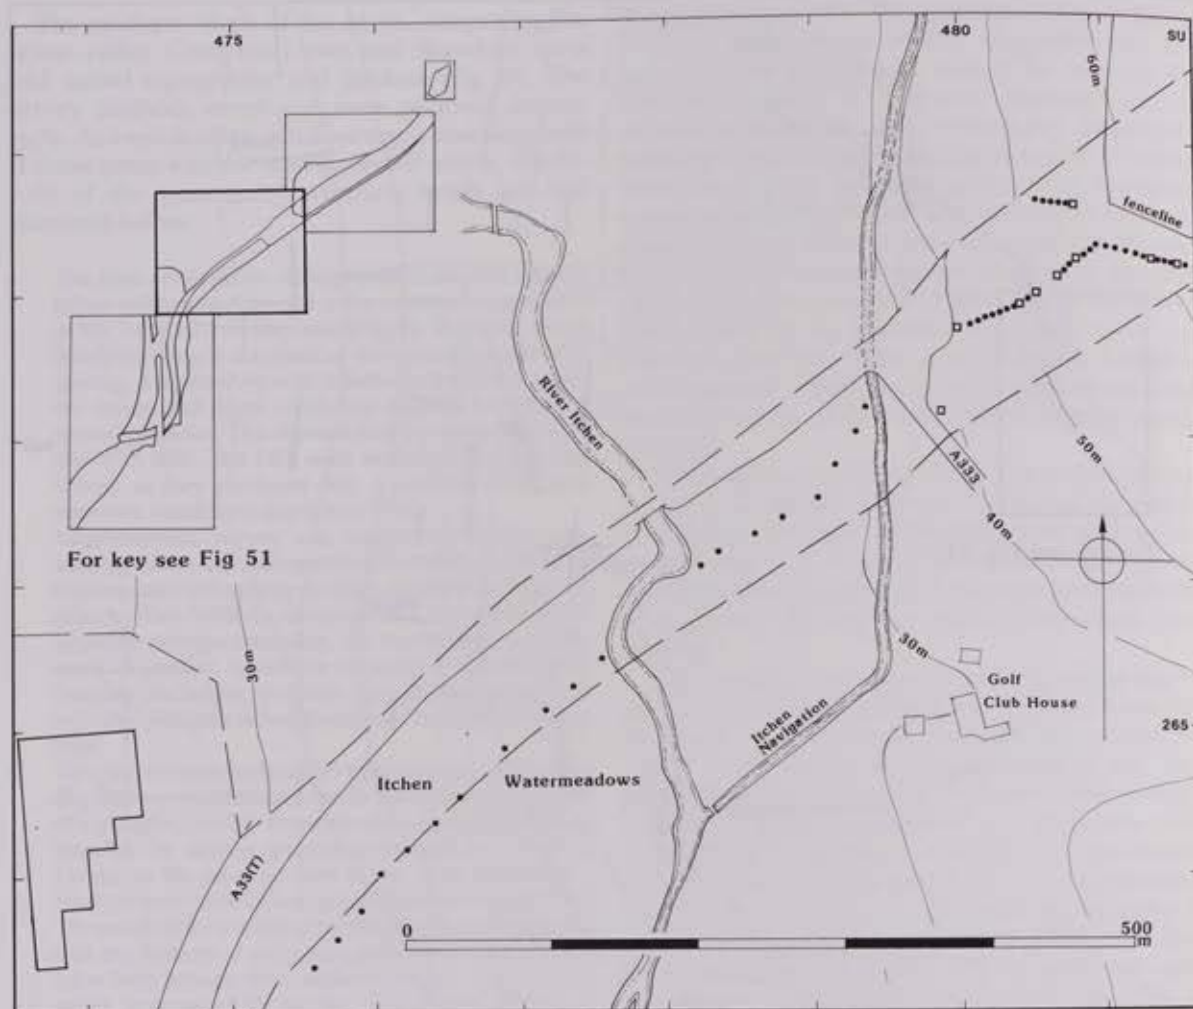 475
480
SU
60m
fenceline
River Itchen
50m
A333
40m
For key see Fig 51
30m
30m
Golf
Club House
Itchen
Navigation
265
Itchen Watermeadows
A33(T)
0
500
m